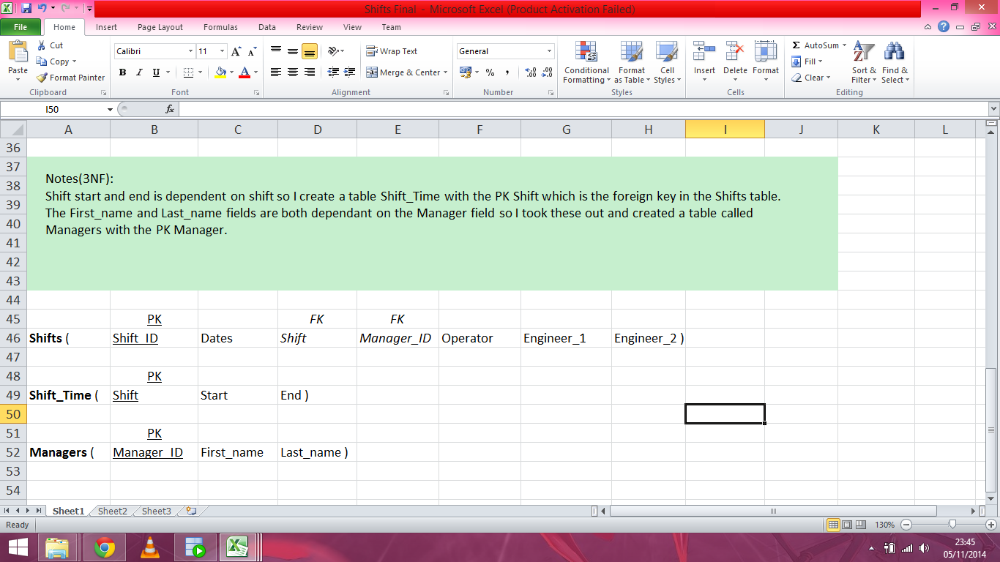 Shifts Final - Microsoft Excel (Product Activation Failed)
File Home Insert Page Layout Formulas Data Review View Team
Paste Cut Copy Format Painter Clipboard
Calibri 11 B I U Font
Wrap Text Merge & Center Alignment
General % , Number
Conditional Formatting Format as Table Cell Styles Styles
Insert Delete Format Cells
Σ AutoSum Fill Clear Sort & Filter Find & Select Editing
I50 fx
A B C D E F G H I J K L
36
37
Notes(3NF):
38 Shift start and end is dependent on shift so I create a table Shift_Time with the PK Shift which is the foreign key in the Shifts table.
39 The First_name and Last_name fields are both dependant on the Manager field so I took these out and created a table called
40 Managers with the PK Manager.
41
42
43
44
45 PK FK FK
46 Shifts ( Shift_ID Dates Shift Manager_ID Operator Engineer_1 Engineer_2 )
47
48 PK
49 Shift_Time ( Shift Start End )
50
51 PK
52 Managers ( Manager_ID First_name Last_name )
53
54
Sheet1 Sheet2 Sheet3
Ready 130%
23:45
05/11/2014